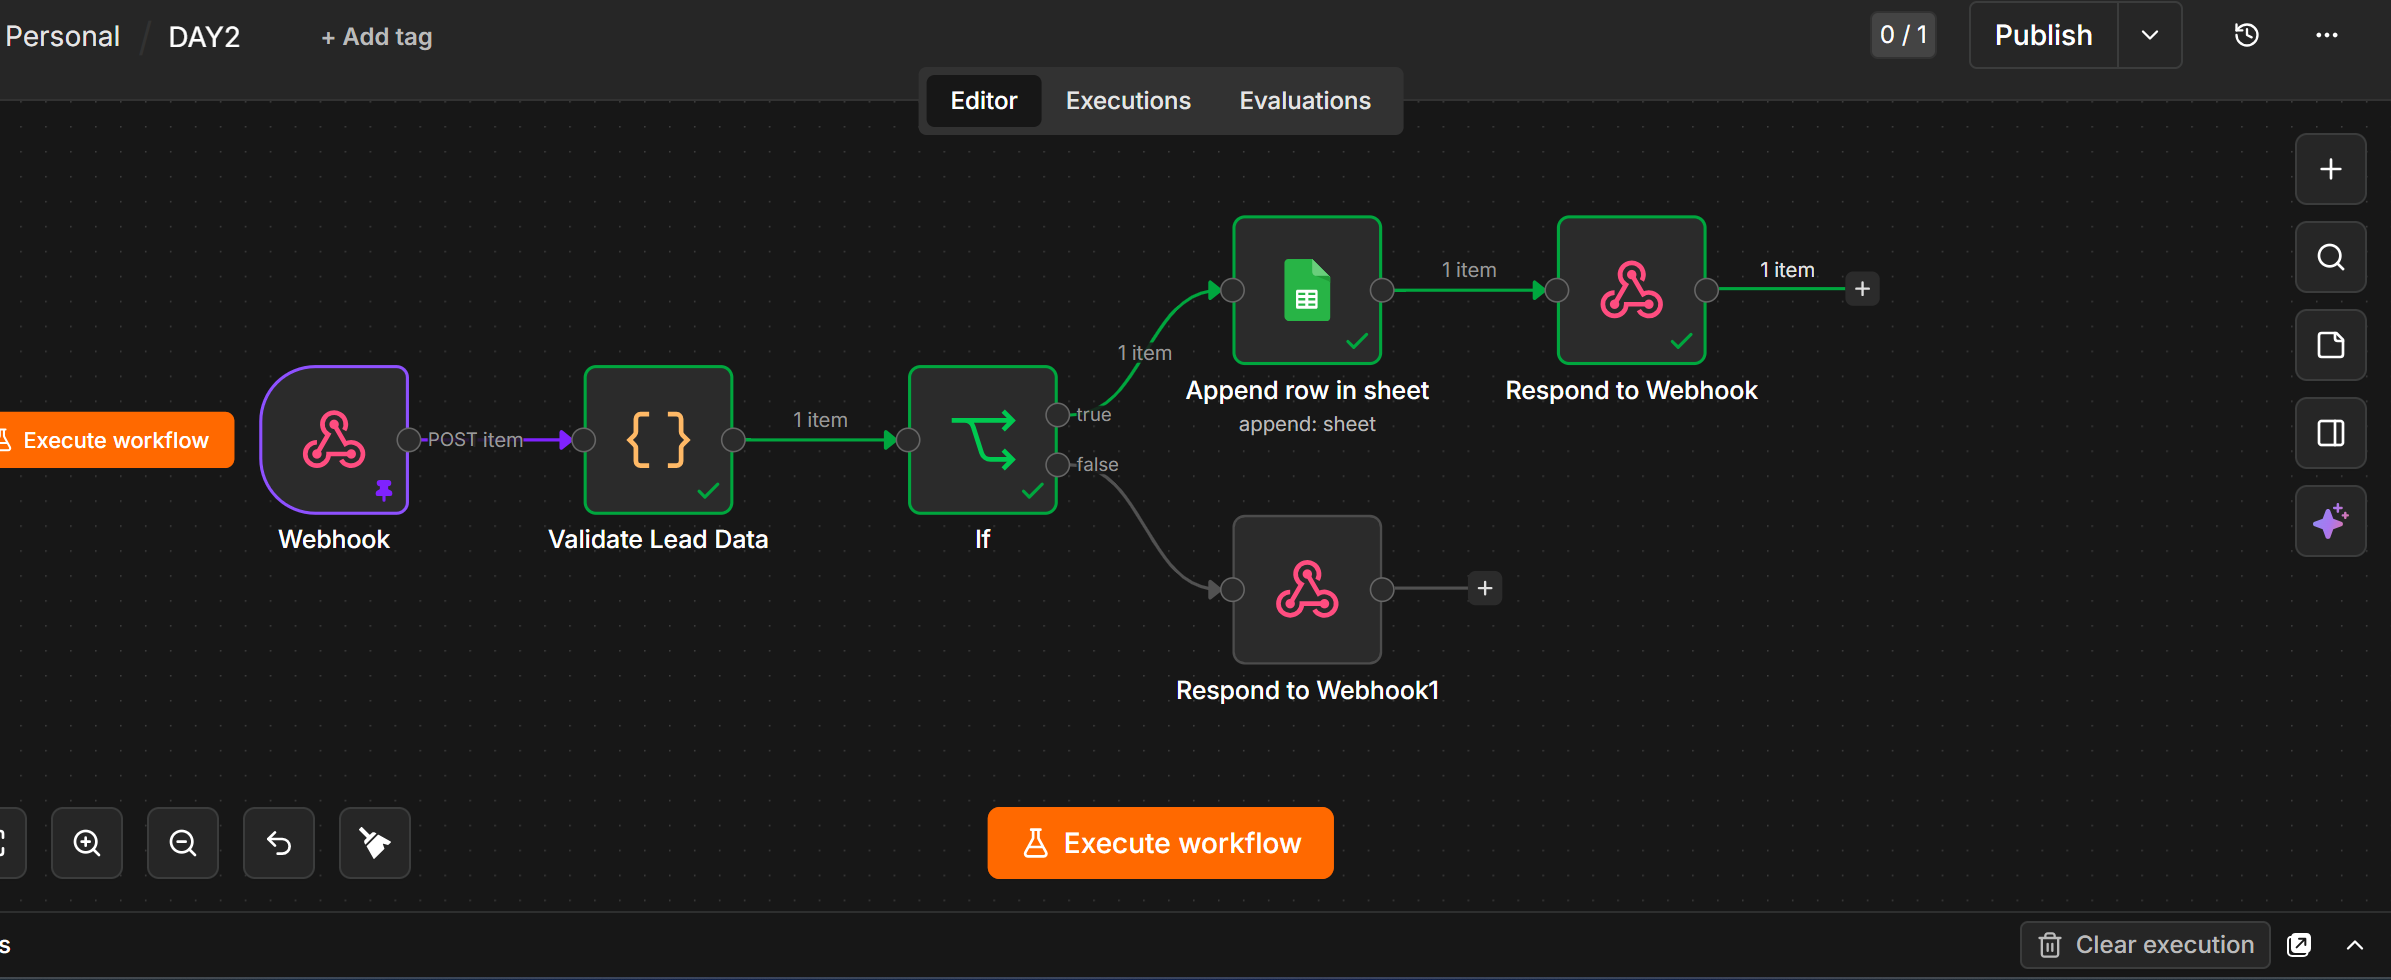 Personal / DAY2 + Add tag 0 / 1 Publish
Editor Executions Evaluations
1 item 1 item
1 item
Append row in sheet Respond to Webhook
append: sheet
true
1 item
Execute workflow
POST item
false
Webhook Validate Lead Data If
Respond to Webhook1
Execute workflow
s Clear execution